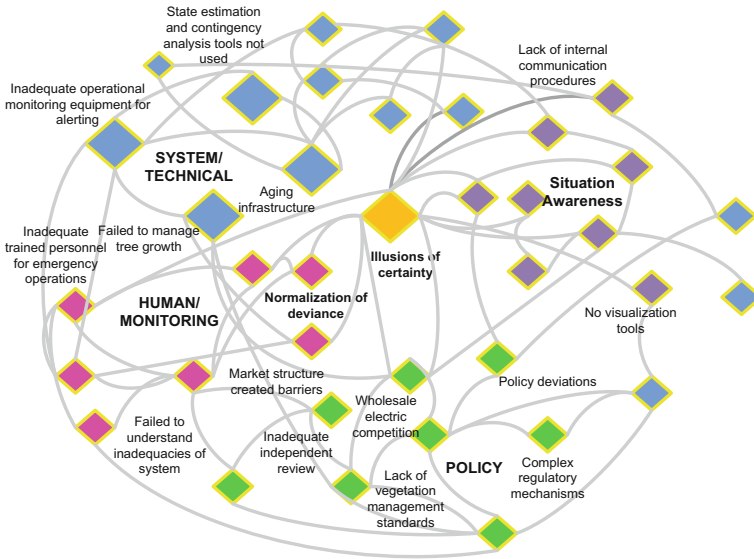 State estimation
and contingency
analysis tools not
used
Lack of internal
communication
procedures
Inadequate operational
monitoring equipment for
alerting
SYSTEM/
TECHNICAL
Aging
infrastructure
Situation
Awareness
Inadequate
trained personnel
for emergency
operations
Failed to manage
tree growth
Illusions of
certainty
HUMAN/
MONITORING
Normalization of
deviance
No visualization
tools
Market structure
created barriers
Policy deviations
Wholesale
electric
competition
Failed to
understand
inadequacies of
system
Inadequate
independent
review
POLICY
Complex
regulatory
mechanisms
Lack of
vegetation
management
standards